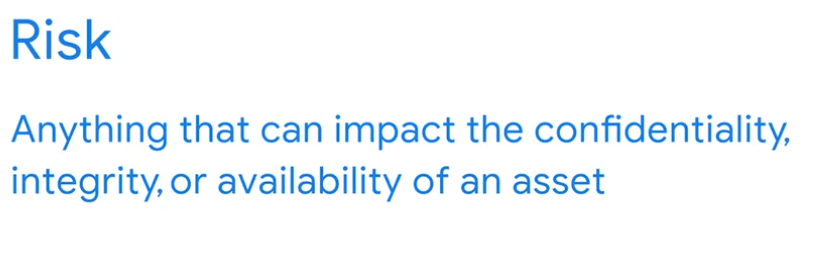 Risk
Anything that can impact the confidentiality,
integrity, or availability of an asset